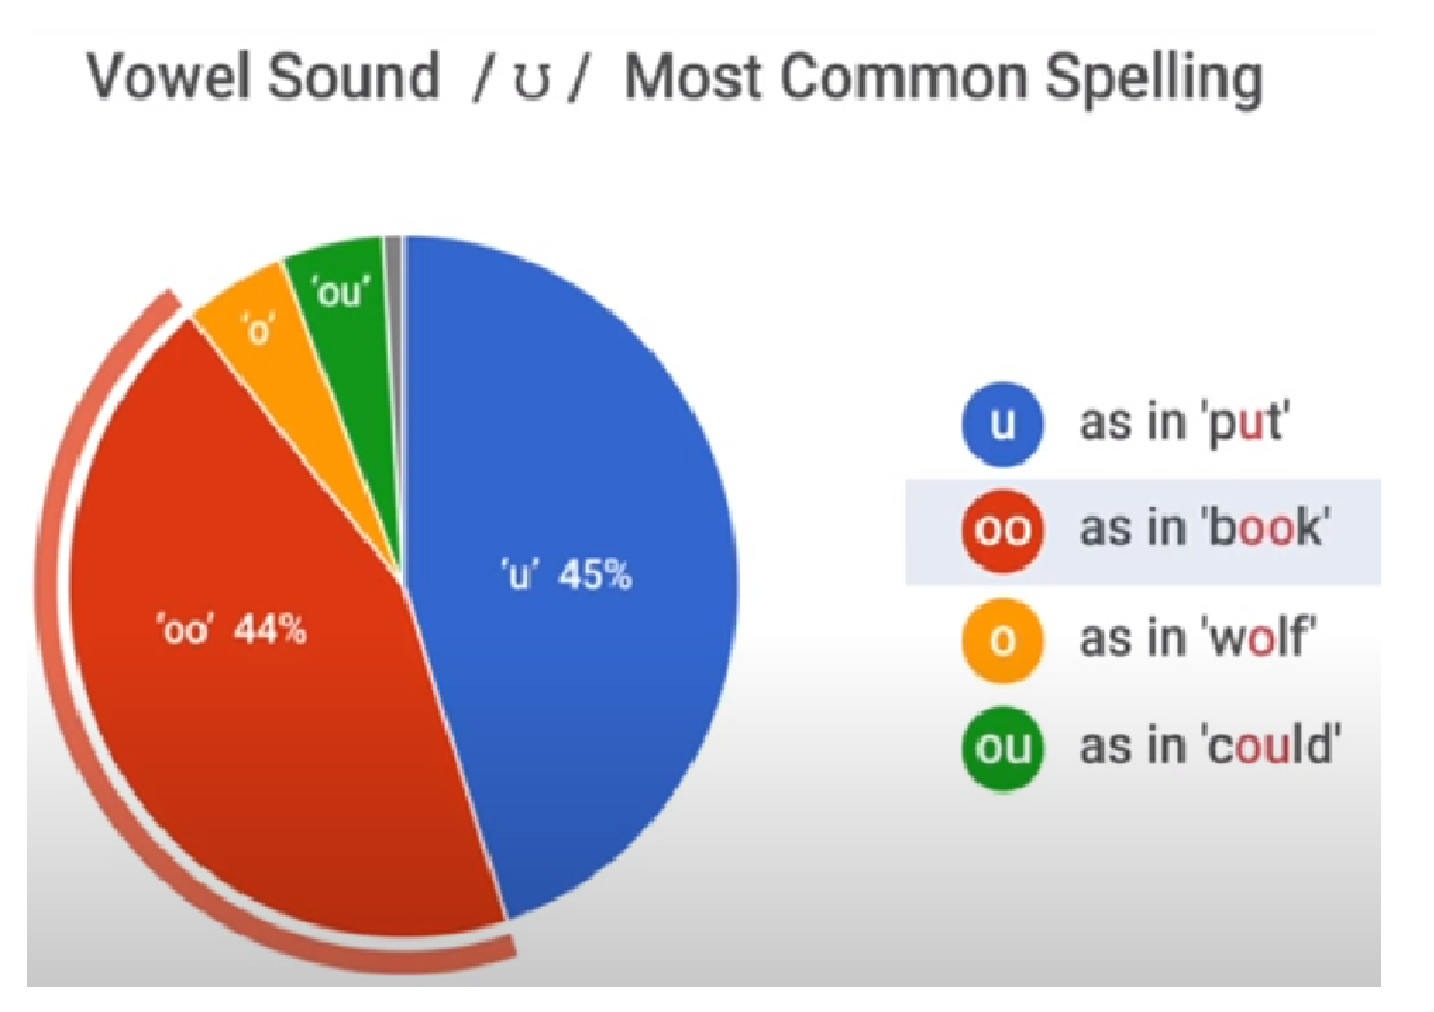 Vowel Sound / ʊ / Most Common Spelling
'o'
'ou'
'u' 45%
'oo' 44%
u as in 'put'
oo as in 'book'
o as in 'wolf'
ou as in 'could'